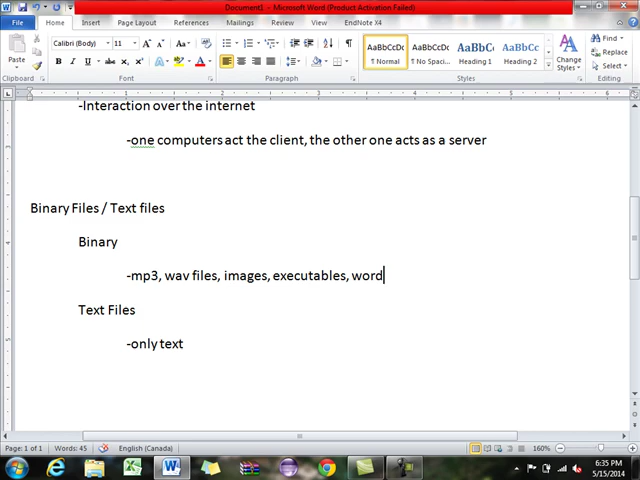 Document1 - Microsoft Word (Product Activation Failed)
File Home Insert Page Layout References Mailings Review View EndNote X4
Calibri (Body) 11
AaBbCcDc AaBbCcDc AaBbC AaBbCc
¶ Normal ¶ No Spaci... Heading 1 Heading 2
Paste
Change Styles
Find
Replace
Select
Clipboard Font Paragraph Styles Editing
-Interaction over the internet
-one computers act the client, the other one acts as a server
Binary Files / Text files
Binary
-mp3, wav files, images, executables, word
Text Files
-only text
Page: 1 of 1 Words: 45 English (Canada) 160%
6:35 PM
5/15/2014